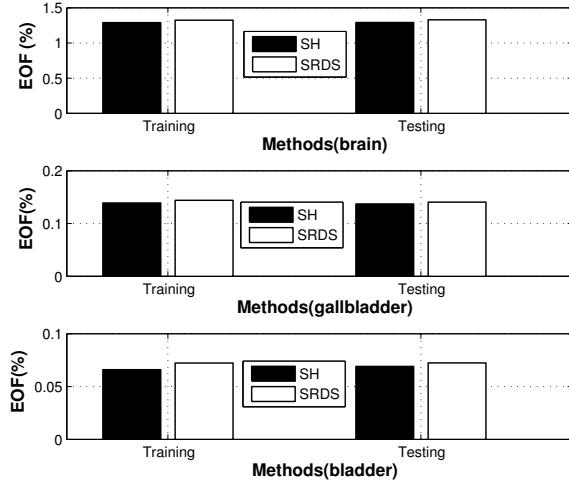 1.5
1
0.5
0
EOF (%)
SH
SRDS
Training
Testing
Methods(brain)
0.2
0.1
0
EOF(%)
SH
SRDS
Training
Testing
Methods(gallbladder)
0.1
0.05
0
EOF(%)
SH
SRDS
Training
Testing
Methods(bladder)